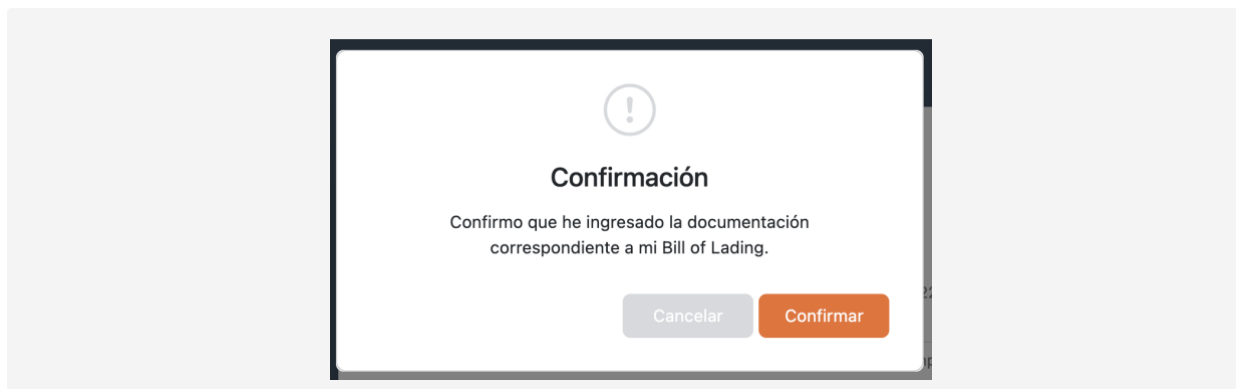 Confirmación
Confirmo que he ingresado la documentación
correspondiente a mi Bill of Lading.
Cancelar
Confirmar